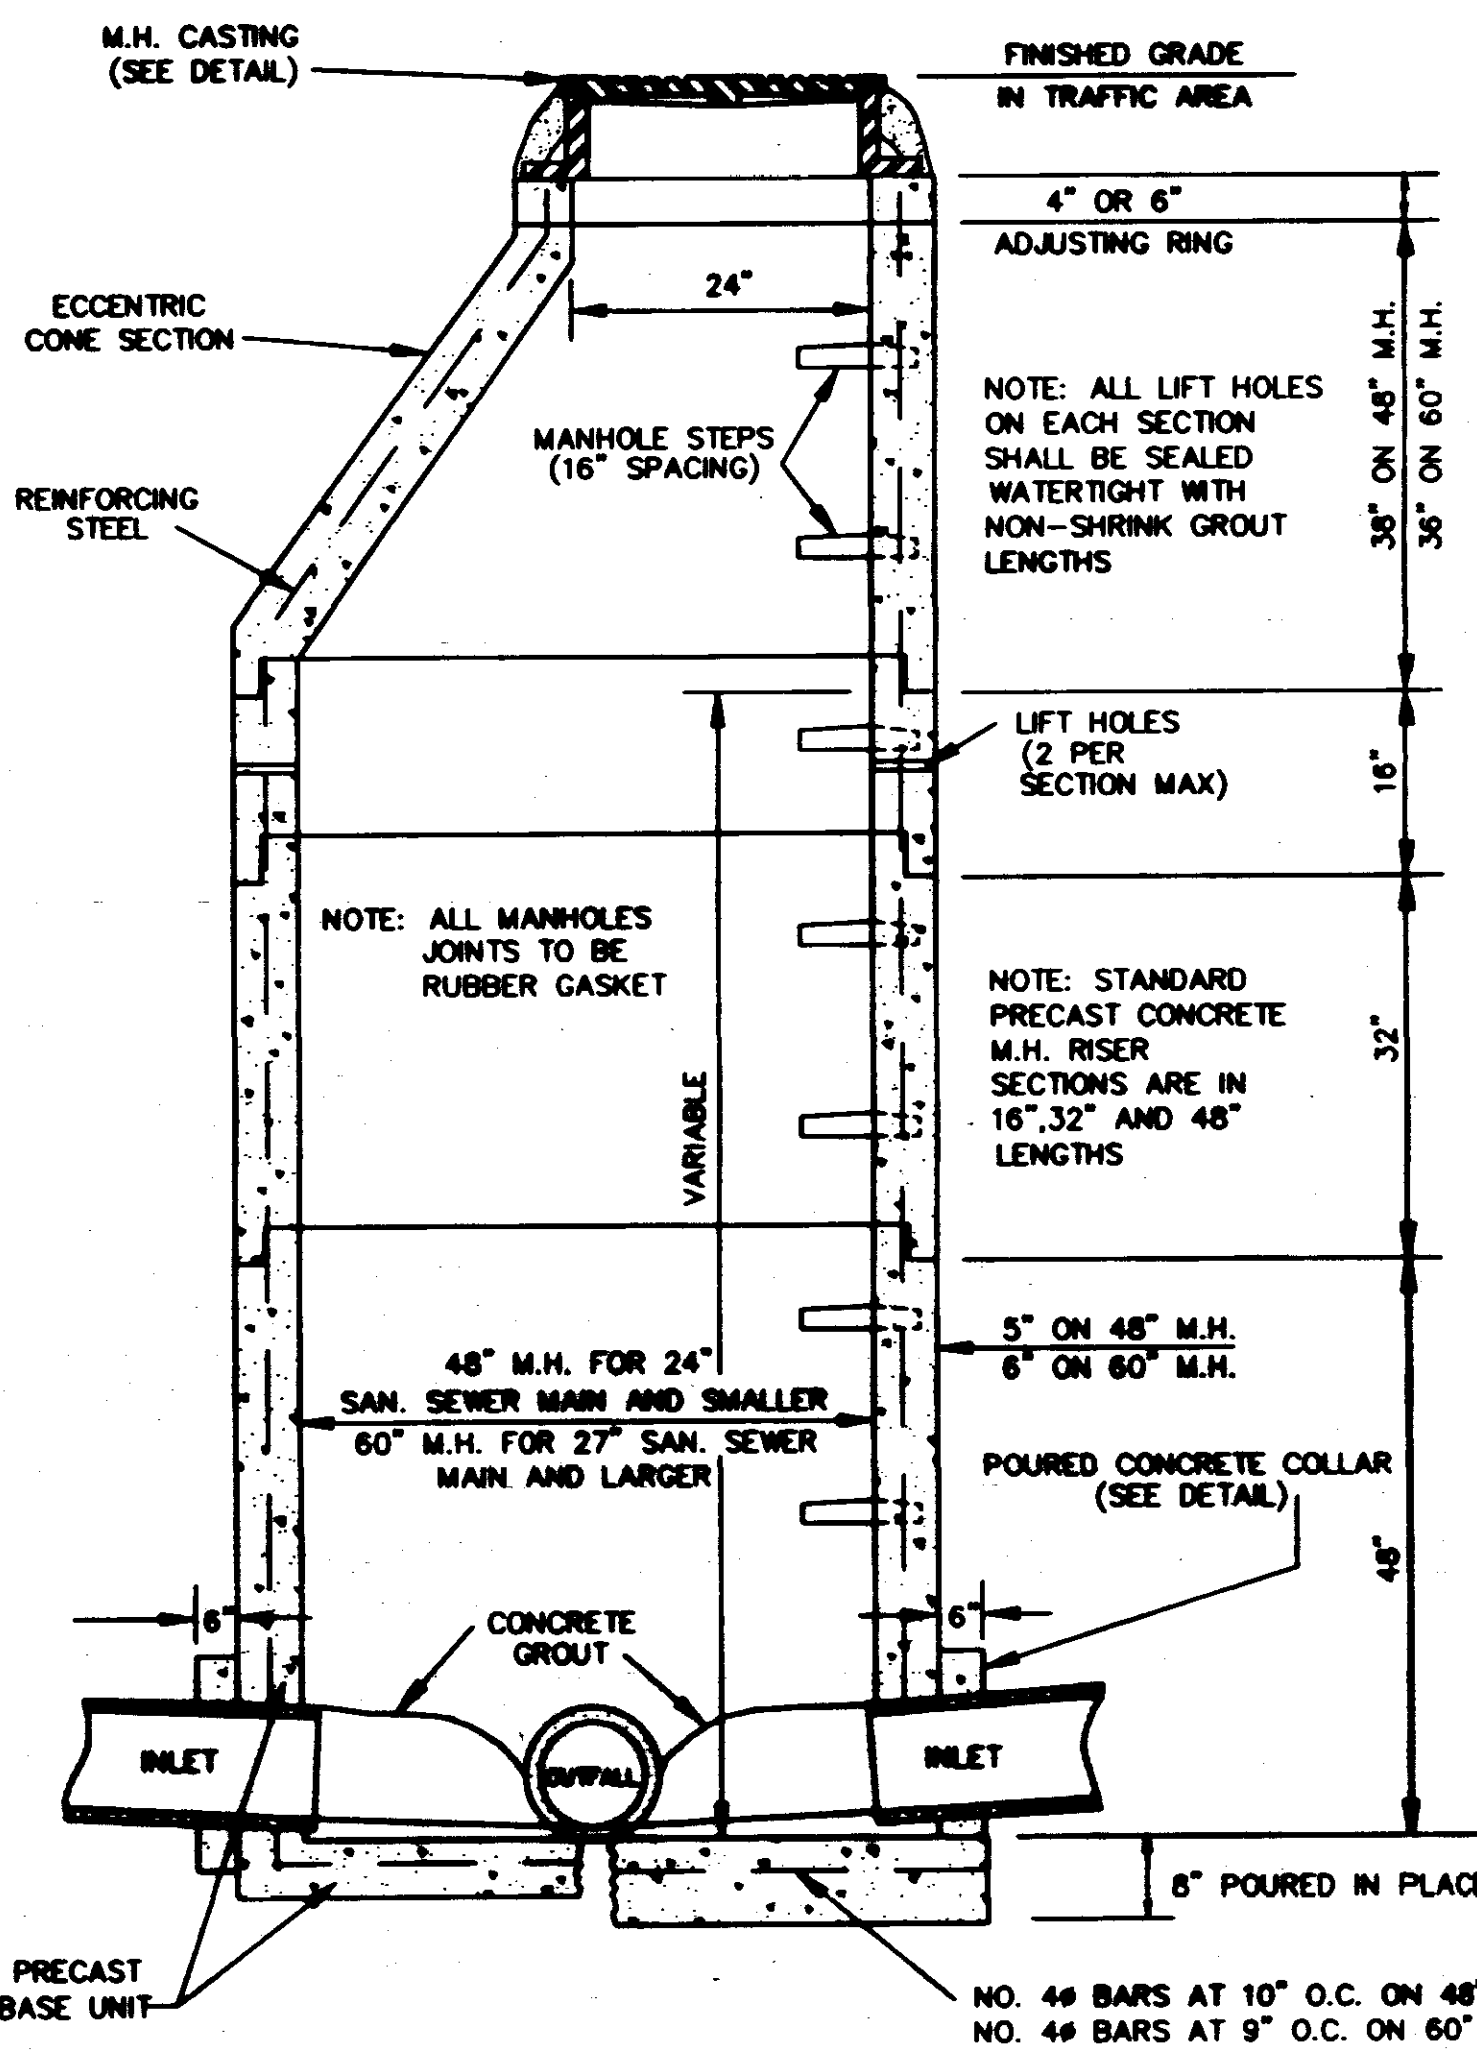 M.H. CASTING
(SEE DETAIL)
FINISHED GRADE
IN TRAFFIC AREA
4" OR 6"
ADJUSTING RING
24"
ECCENTRIC
CONE SECTION
38" ON 48" M.H.
36" ON 60" M.H.
NOTE: ALL LIFT HOLES
ON EACH SECTION
SHALL BE SEALED
WATERTIGHT WITH
NON-SHRINK GROUT
LENGTHS
MANHOLE STEPS
(16" SPACING)
REINFORCING
STEEL
LIFT HOLES
(2 PER
SECTION MAX)
16"
NOTE: ALL MANHOLES
JOINTS TO BE
RUBBER GASKET
NOTE: STANDARD
PRECAST CONCRETE
M.H. RISER
SECTIONS ARE IN
16",32" AND 48"
LENGTHS
32"
VARIABLE
5" ON 48" M.H.
6" ON 60" M.H.
48" M.H. FOR 24"
SAN. SEWER MAIN AND SMALLER
60" M.H. FOR 27" SAN. SEWER
MAIN AND LARGER
POURED CONCRETE COLLAR
(SEE DETAIL)
48"
6"
CONCRETE
GROUT
6"
INLET
OUTFALL
INLET
8" POURED IN PLACE
PRECAST
BASE UNIT
NO. 4ø BARS AT 10" O.C. ON 48"
NO. 4ø BARS AT 9" O.C. ON 60"